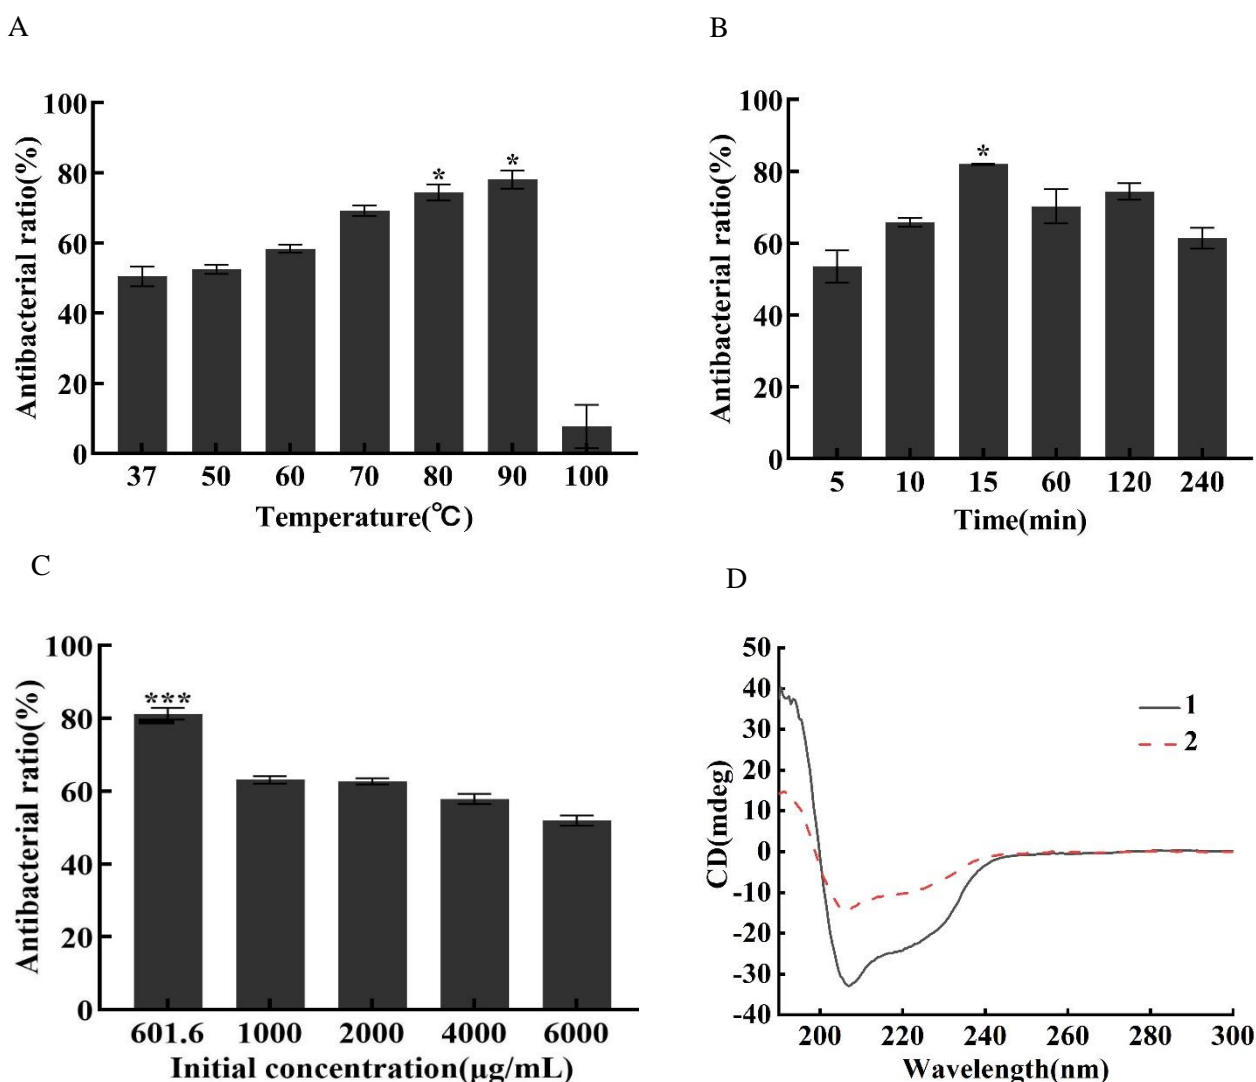 A
Antibacterial ratio(%)
100
80
60
40
20
0
* *
37 50 60 70 80 90 100
Temperature(℃)
B
Antibacterial ratio(%)
100
80
60
40
20
0
*
5 10 15 60 120 240
Time(min)
C
Antibacterial ratio(%)
100
80
60
40
20
0
***
601.6 1000 2000 4000 6000
Initial concentration(μg/mL)
D
CD(mdeg)
50
40
30
20
10
0
-10
-20
-30
-40
1
2
200 220 240 260 280 300
Wavelength(nm)